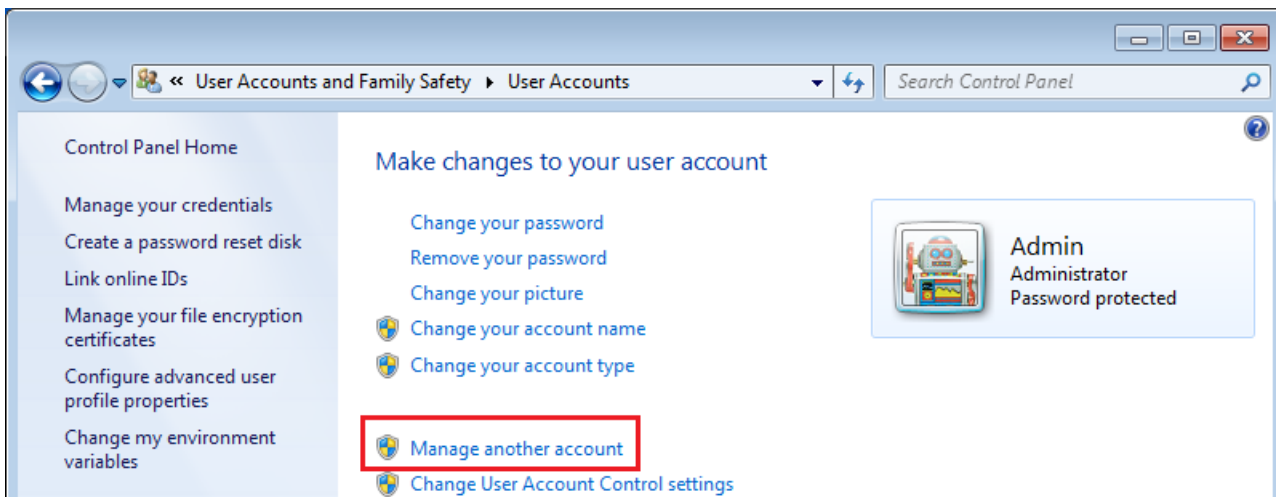 « User Accounts and Family Safety ▸ User Accounts
Search Control Panel
Control Panel Home
Manage your credentials
Create a password reset disk
Link online IDs
Manage your file encryption
certificates
Configure advanced user
profile properties
Change my environment
variables
Make changes to your user account
Change your password
Remove your password
Change your picture
Change your account name
Change your account type
Manage another account
Change User Account Control settings
Admin
Administrator
Password protected